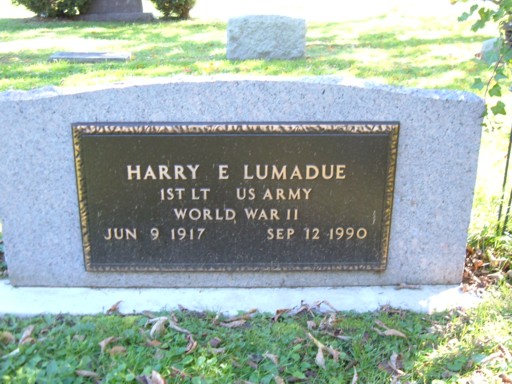 HARRY E LUMADUE
1ST LT US ARMY
WORLD WAR II
JUN 9 1917 SEP 12 1990